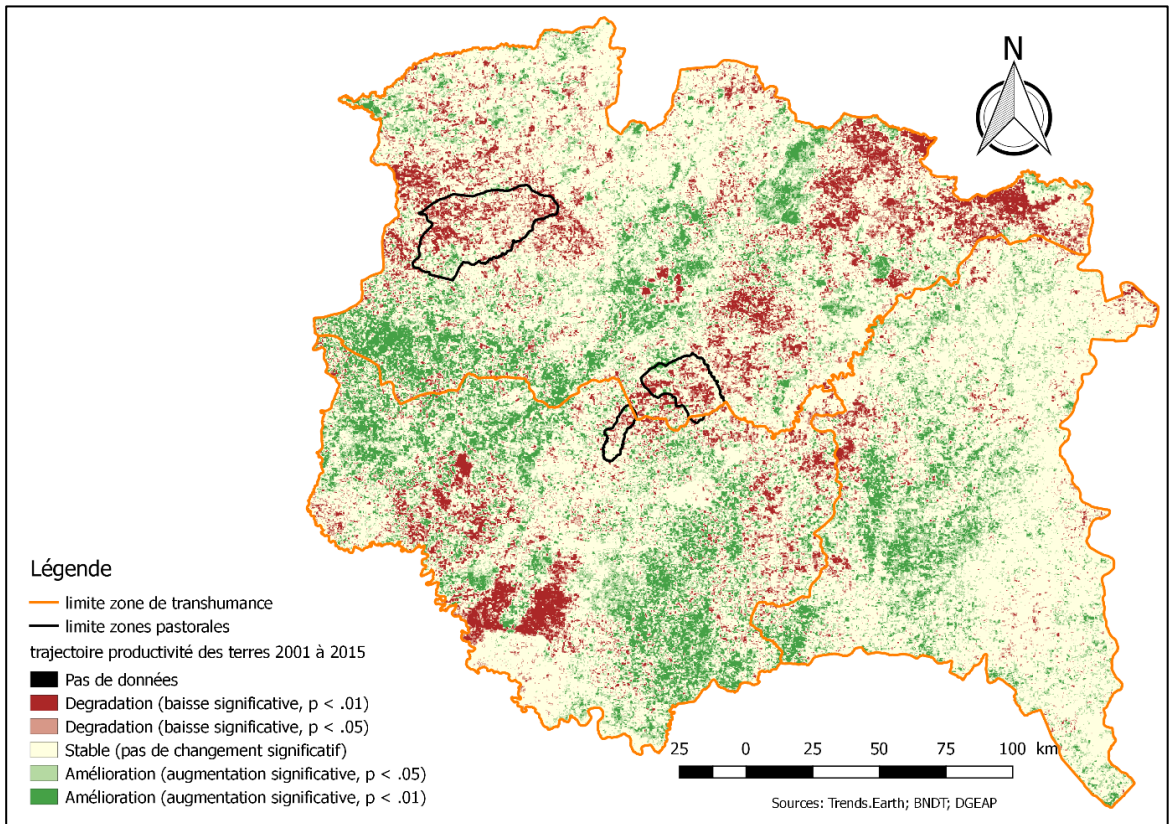 N
Légende
limite zone de transhumance
limite zones pastorales
trajectoire productivité des terres 2001 à 2015
Pas de données
Degradation (baisse significative, p < .01)
Degradation (baisse significative, p < .05)
Stable (pas de changement significatif)
Amélioration (augmentation significative, p < .05)
Amélioration (augmentation significative, p < .01)
25 0 25 50 75 100 km
Sources: Trends.Earth; BNDT; DGEAP